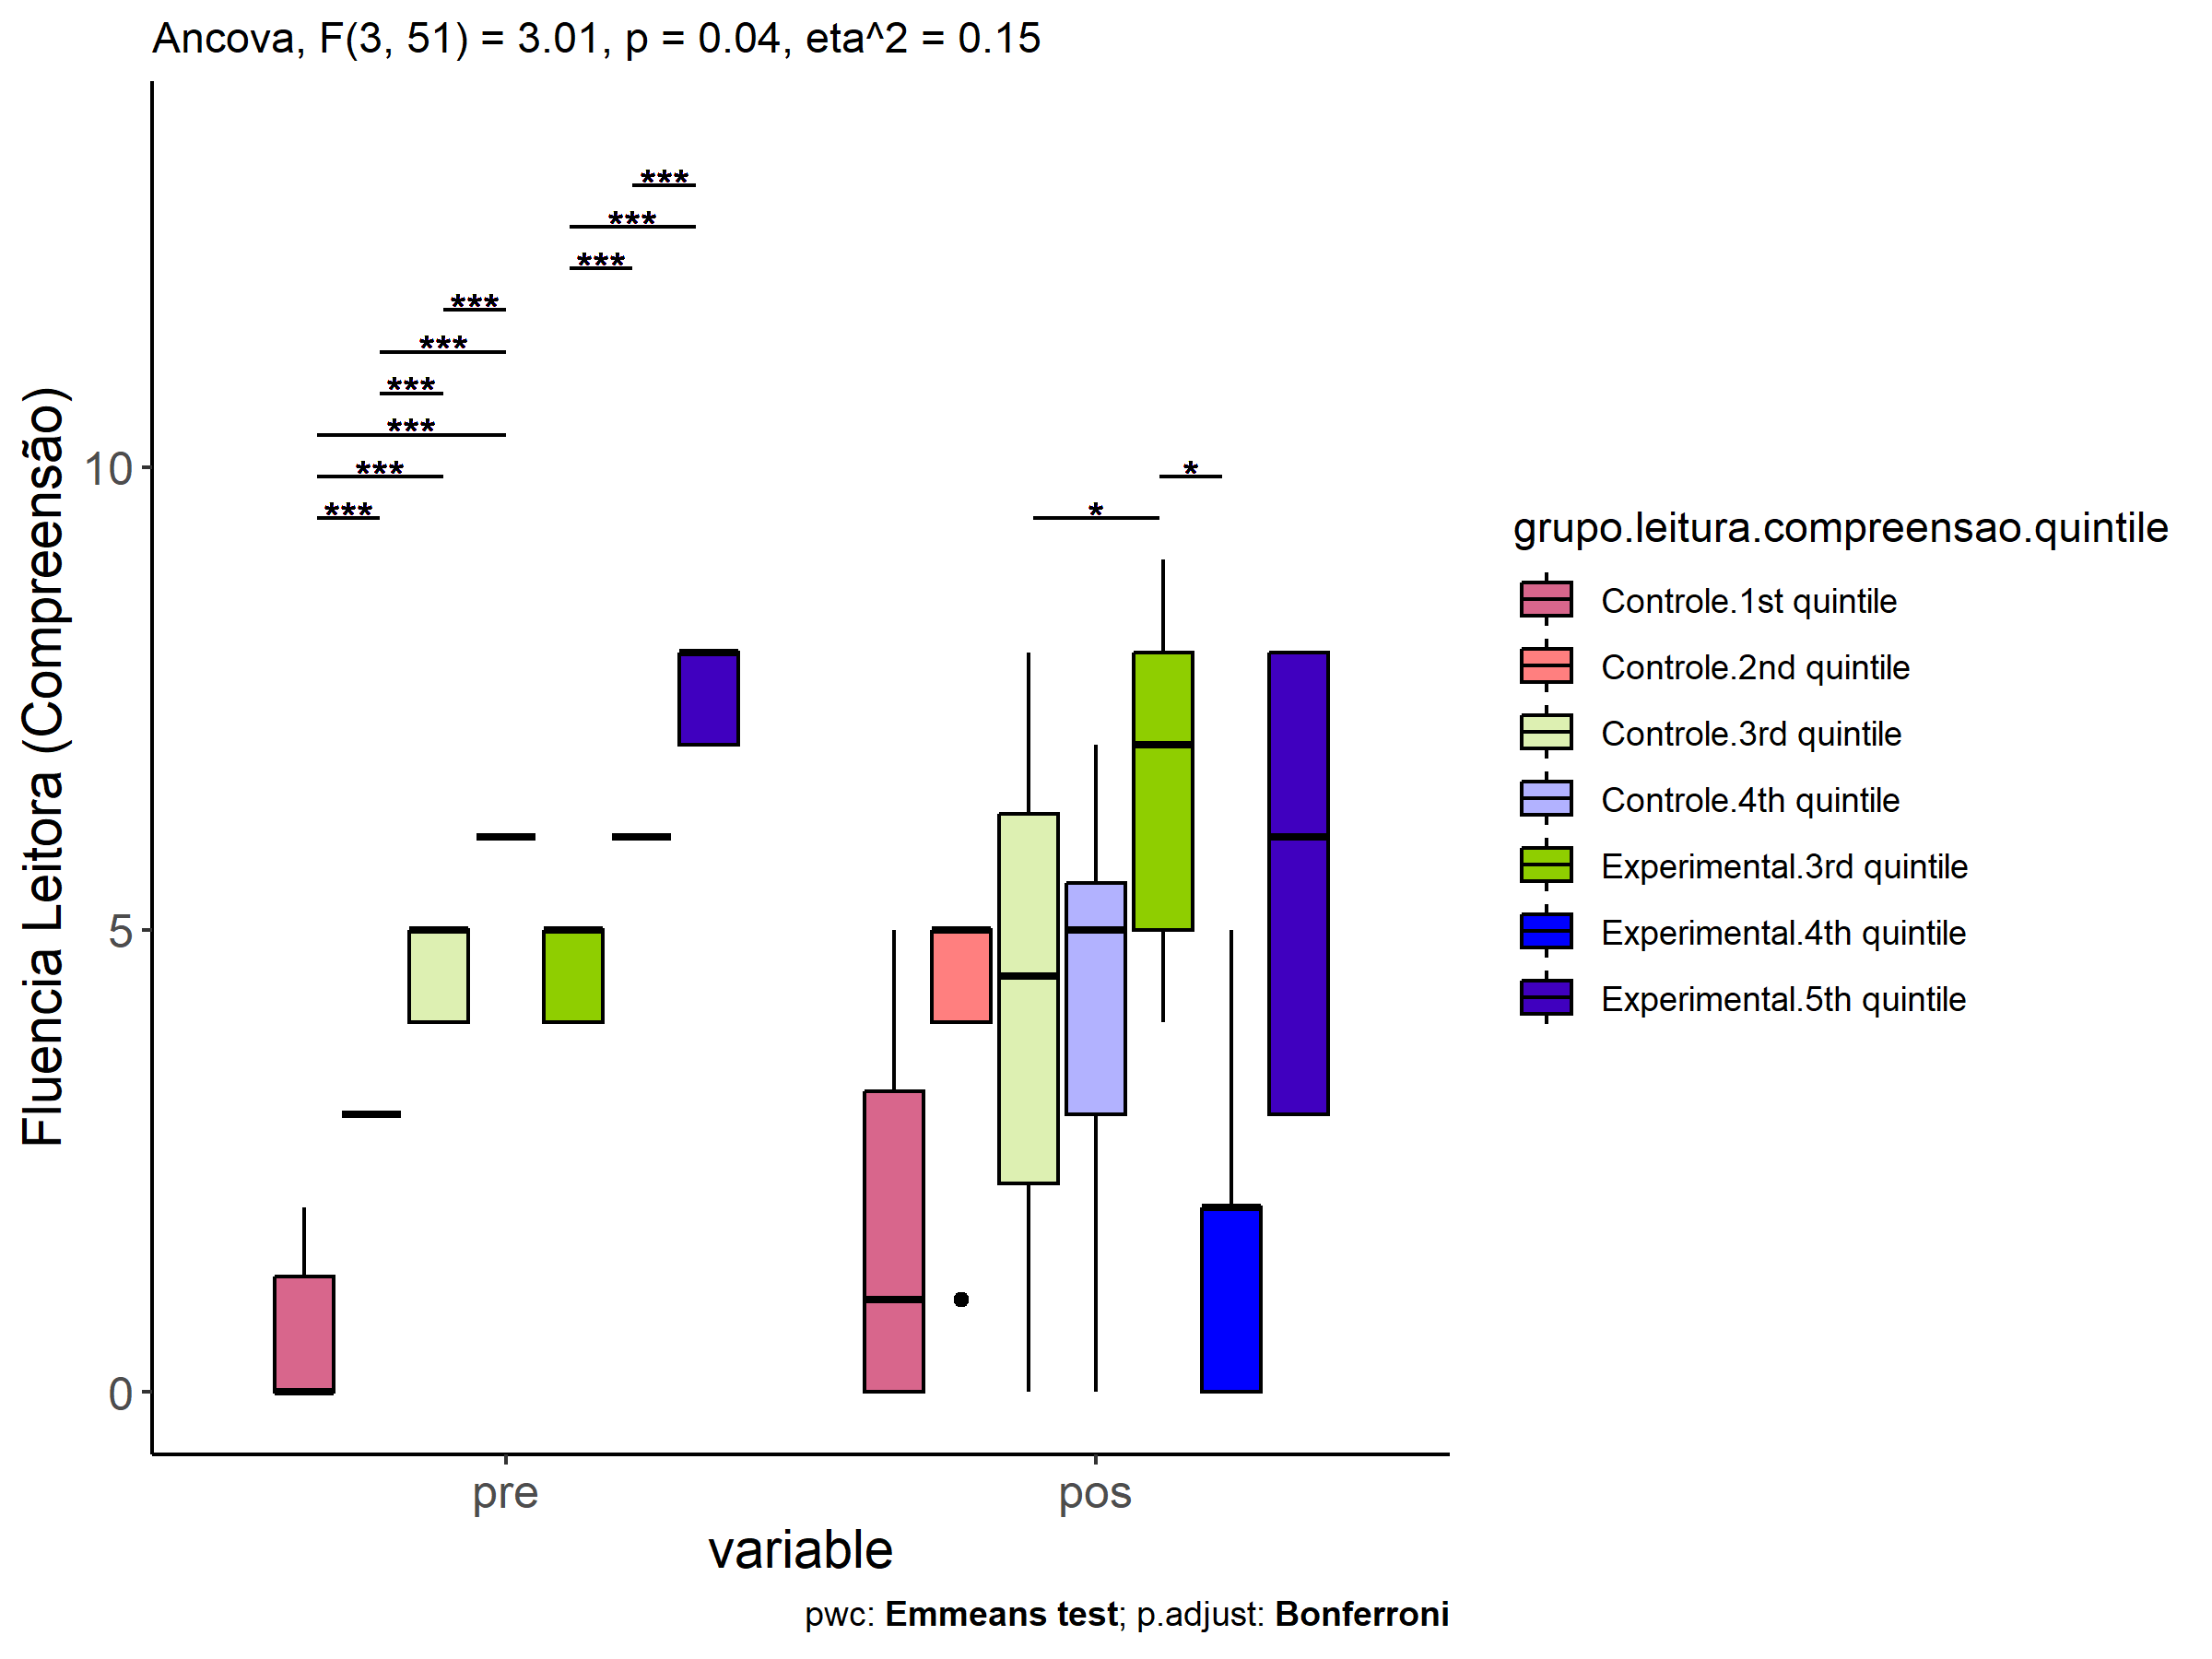 Ancova, F(3, 51) = 3.01, p = 0.04, eta^2 = 0.15
Fluencia Leitora (Compreensão)
10
5
0
***
***
***
***
***
***
***
***
***
*
*
pre
pos
variable
pwc: Emmeans test; p.adjust: Bonferroni
grupo.leitura.compreensao.quintile
Controle.1st quintile
Controle.2nd quintile
Controle.3rd quintile
Controle.4th quintile
Experimental.3rd quintile
Experimental.4th quintile
Experimental.5th quintile